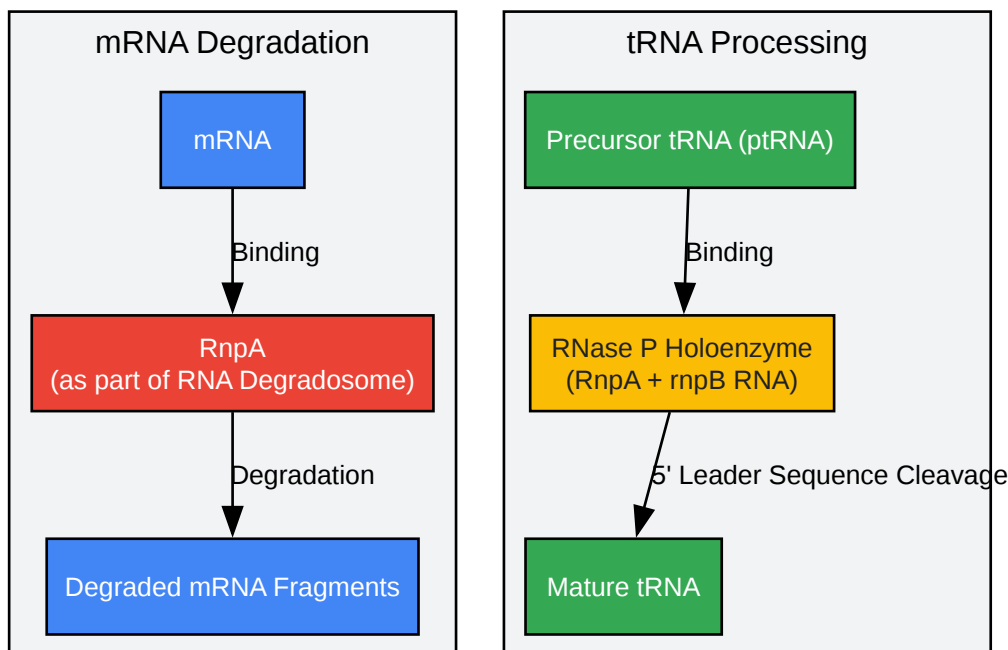 mRNA Degradation
mRNA
Binding
RnpA
(as part of RNA Degradosome)
Degradation
Degraded mRNA Fragments
tRNA Processing
Precursor tRNA (ptRNA)
Binding
RNase P Holoenzyme
(RnpA + rnpB RNA)
5' Leader Sequence Cleavage
Mature tRNA